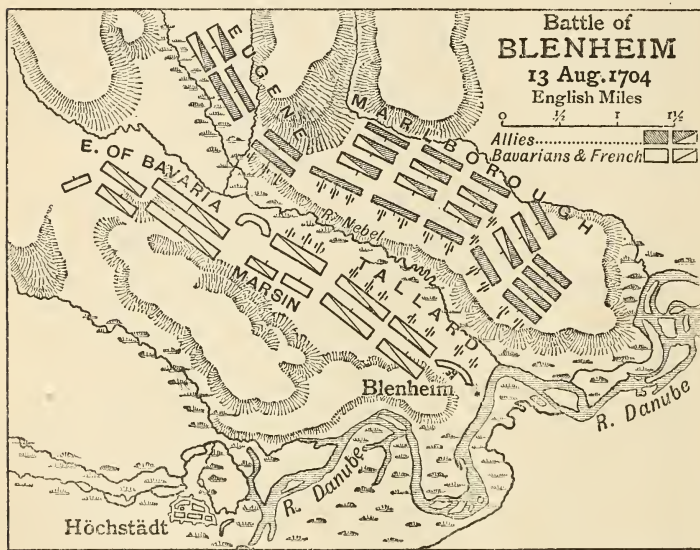 Battle of
BLENHEIM
13 Aug. 1704
English Miles
0 ½ 1 1½
Allies
Bavarians & French
EUGENE
MARLBOROUGH
E. OF BAVARIA
R. Nebel
MARSIN
ALLARD
Blenheim
R. Danube
R. Danube
Höchstädt